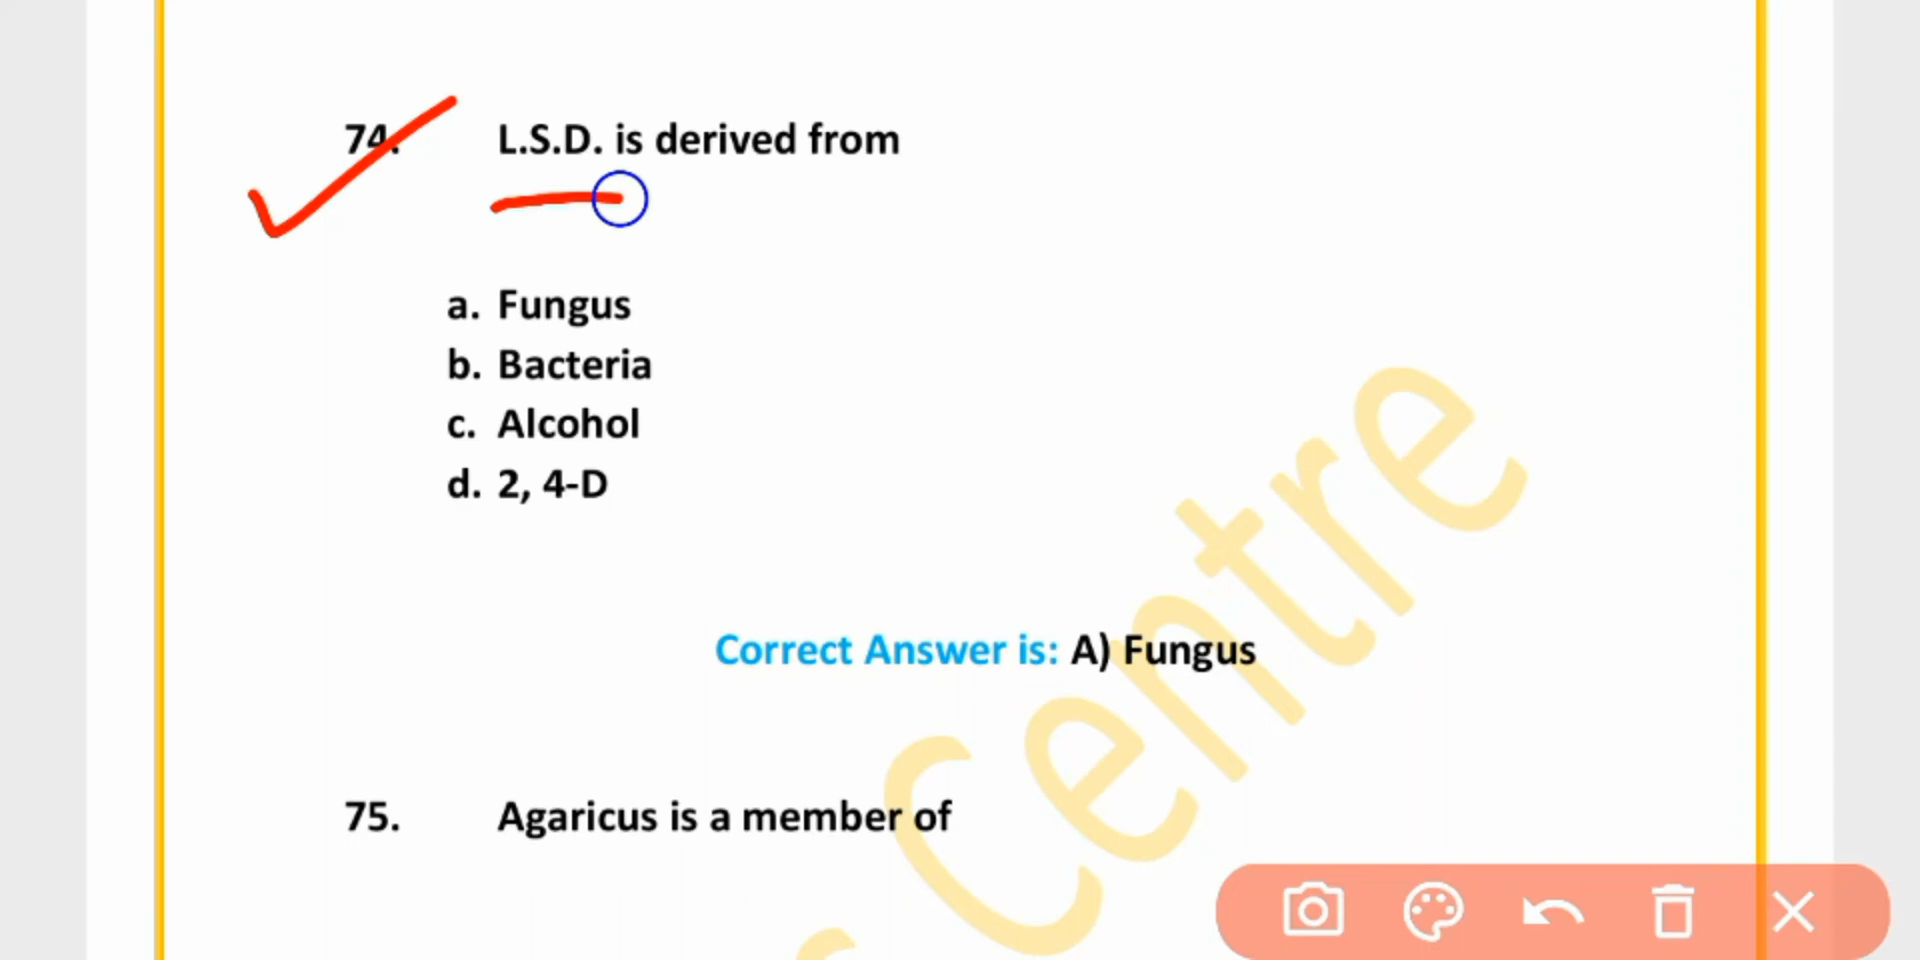 74. L.S.D. is derived from
a. Fungus
b. Bacteria
c. Alcohol
d. 2, 4-D
Correct Answer is: A) Fungus
75. Agaricus is a member of
Centre